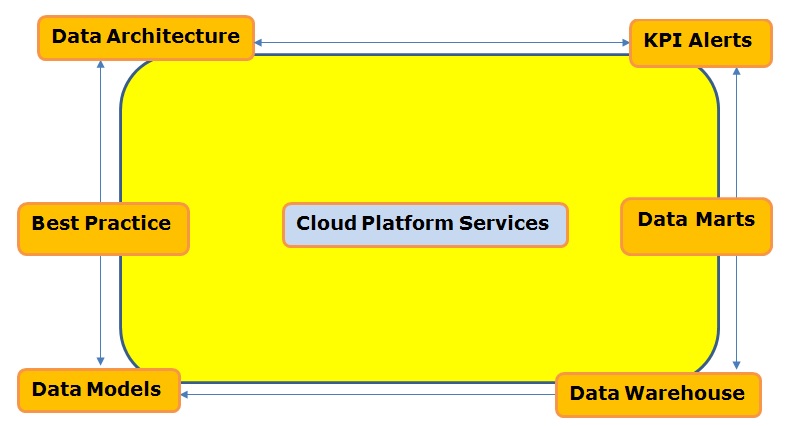 Data Architecture
KPI Alerts
Best Practice
Cloud Platform Services
Data Marts
Data Models
Data Warehouse